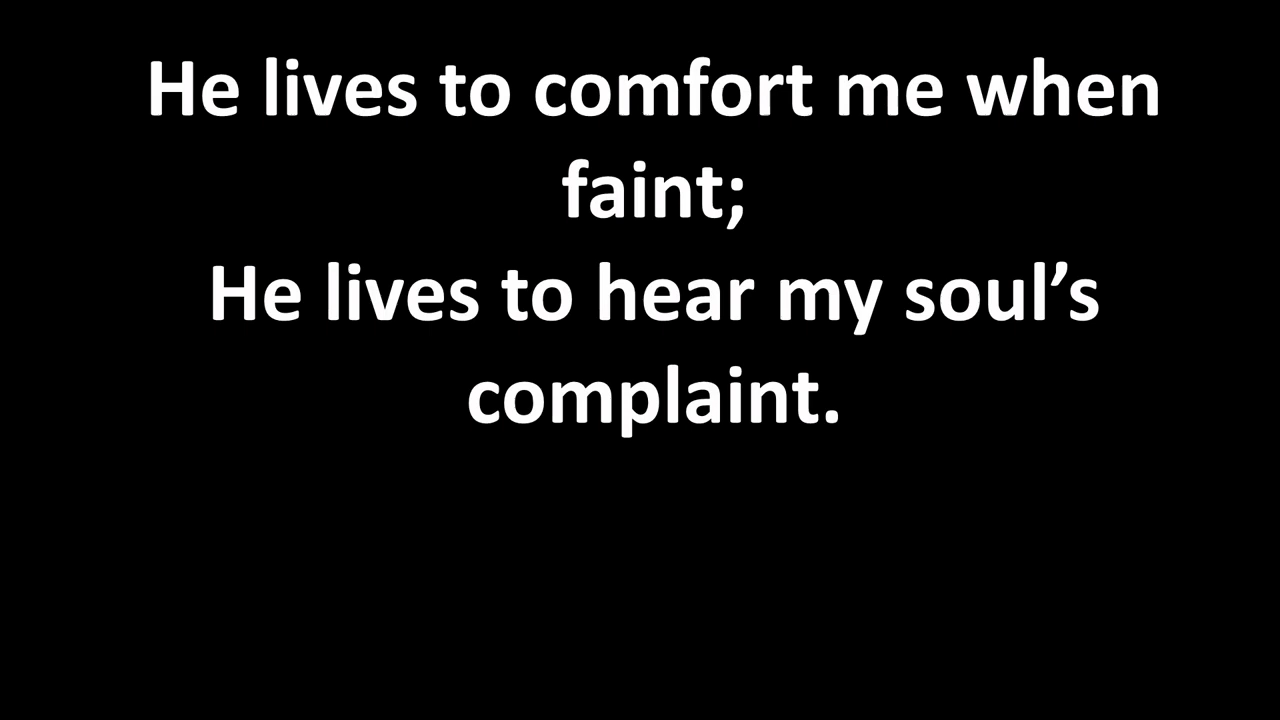 He lives to comfort me when
faint;
He lives to hear my soul’s
complaint.